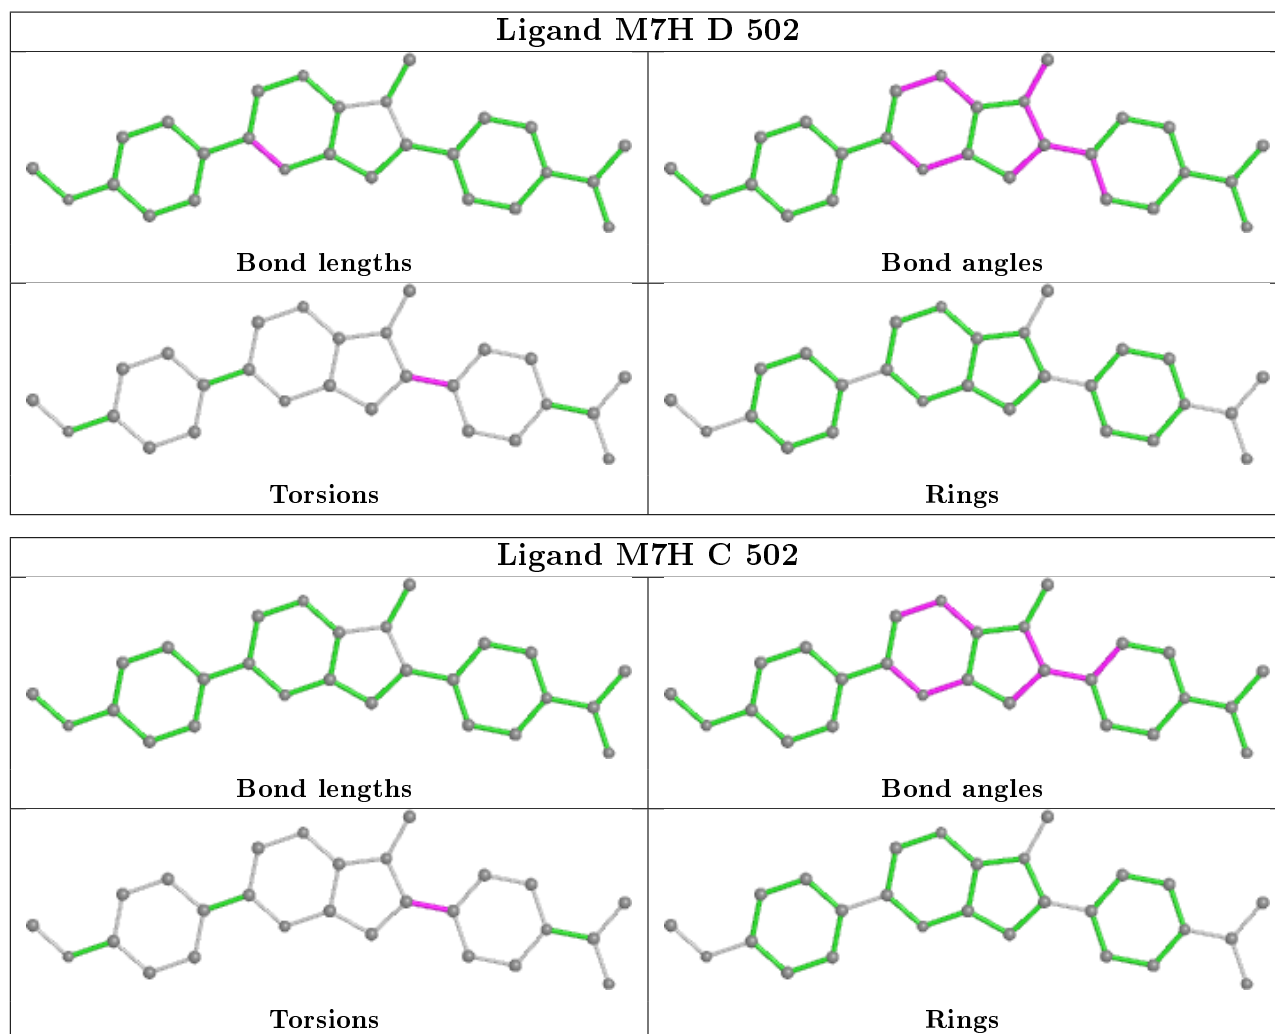 Ligand M7H D 502
Bond lengths
Bond angles
Torsions
Rings
Ligand M7H C 502
Bond lengths
Bond angles
Torsions
Rings